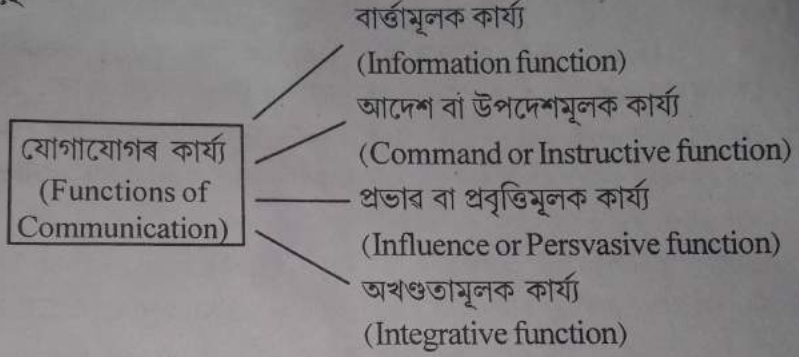 বাৰ্ত্তামূলক কাৰ্য্য
(Information function)
আদেশ বা উপদেশমূলক কাৰ্য্য
(Command or Instructive function)
প্ৰভাৱ বা প্ৰবৃত্তিমূলক কাৰ্য্য
(Influence or Persvasive function)
অখণ্ডতামূলক কাৰ্য্য
(Integrative function)
যোগাযোগৰ কাৰ্য্য
(Functions of
Communication)